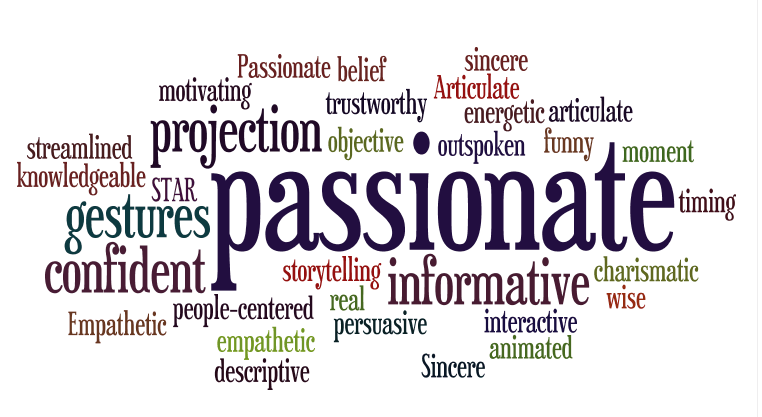 sincere
Passionate belief
motivating Articulate
trustworthy energetic articulate
projection objective outspoken funny
streamlined moment
knowledgeable STAR
passionate timing
gestures
confident storytelling informative charismatic
real wise
people-centered
Empathetic persuasive interactive
empathetic animated
descriptive Sincere